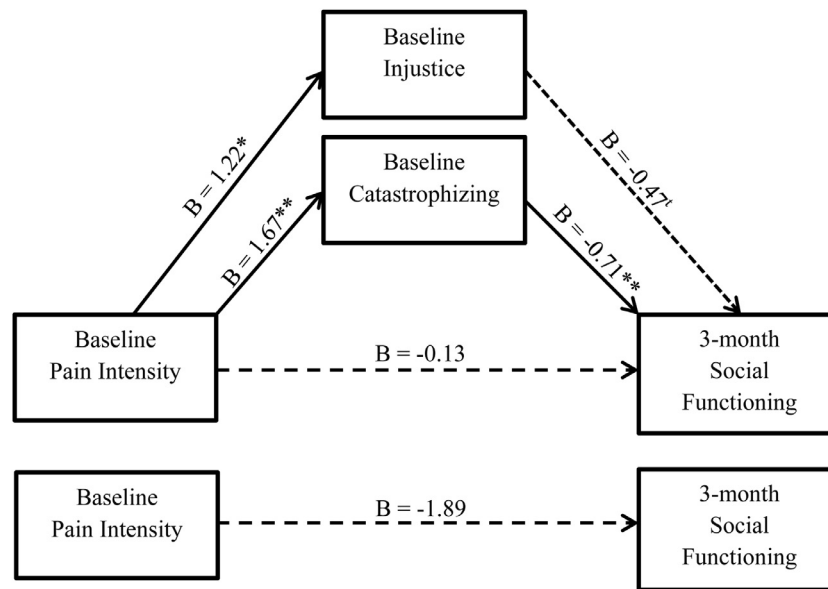 Baseline
Injustice
B = 1.22*
B = -0.47ᵗ
Baseline
Catastrophizing
B = 1.67**
B = -0.71**
Baseline
Pain Intensity
B = -0.13
3-month
Social
Functioning
Baseline
Pain Intensity
B = -1.89
3-month
Social
Functioning